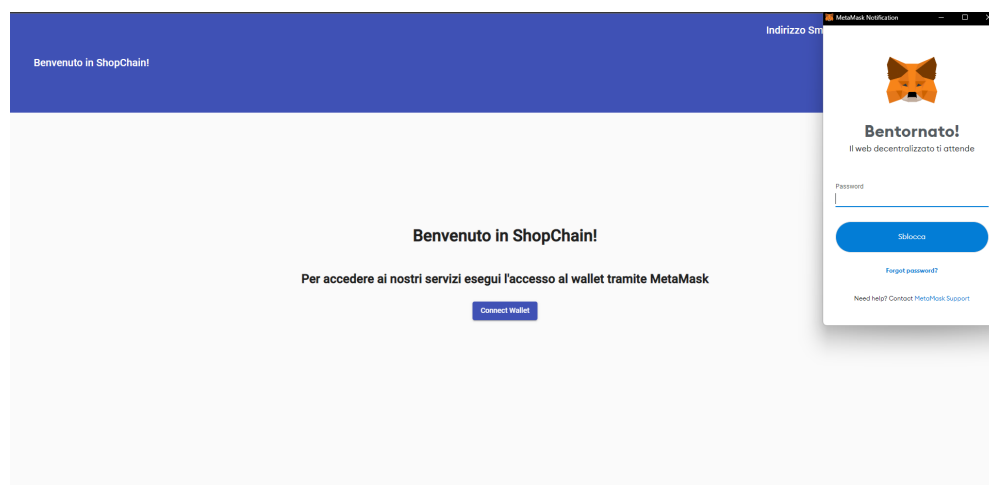 Indirizzo Sm
Benvenuto in ShopChain!
Benvenuto in ShopChain!
Per accedere ai nostri servizi esegui l'accesso al wallet tramite MetaMask
Connect Wallet
MetaMask Notification
Bentornato!
Il web decentralizzato ti attende
Password
Sblocca
Forgot password?
Need help? Contact MetaMask Support